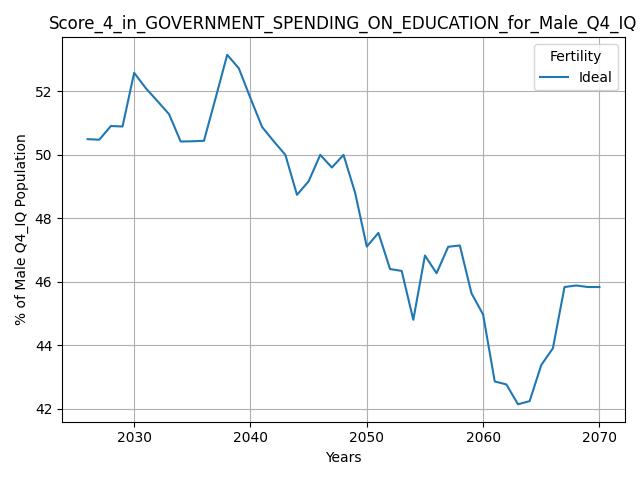 Score_4_in_GOVERNMENT_SPENDING_ON_EDUCATION_for_Male_Q4_IQ
Fertility
Ideal
% of Male Q4_IQ Population
52
50
48
46
44
42
2030
2040
2050
2060
2070
Years